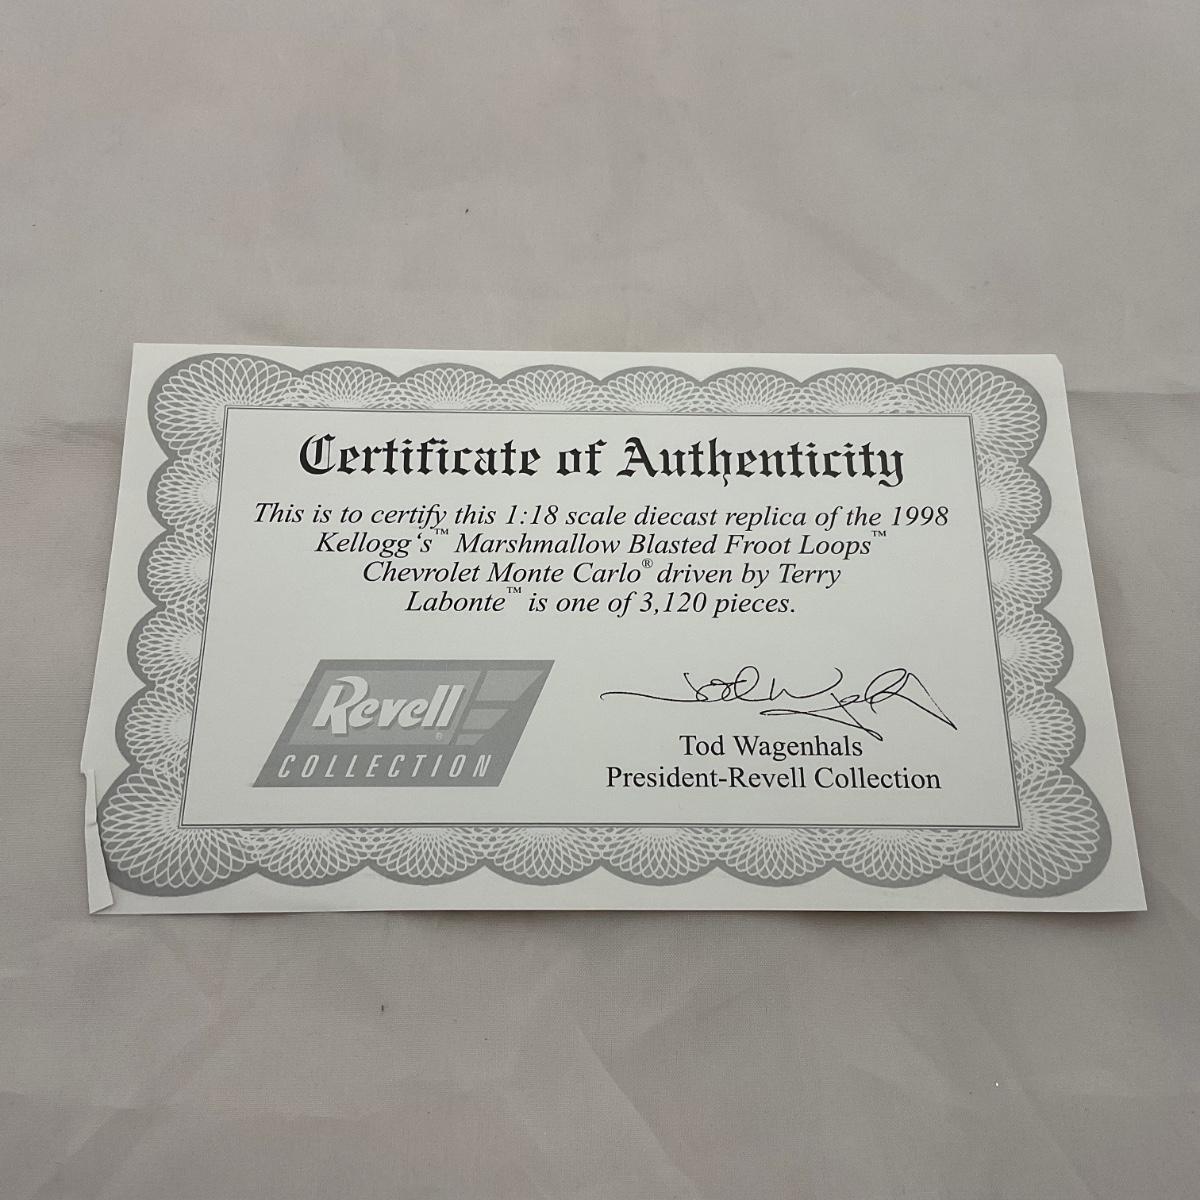 Certificate of Authenticity
This is to certify this 1:18 scale diecast replica of the 1998
Kellogg‘s™ Marshmallow Blasted Froot Loops™
Chevrolet Monte Carlo® driven by Terry
Labonte™ is one of 3,120 pieces.
Revell®
COLLECTION
Tod Wagenhals
President-Revell Collection